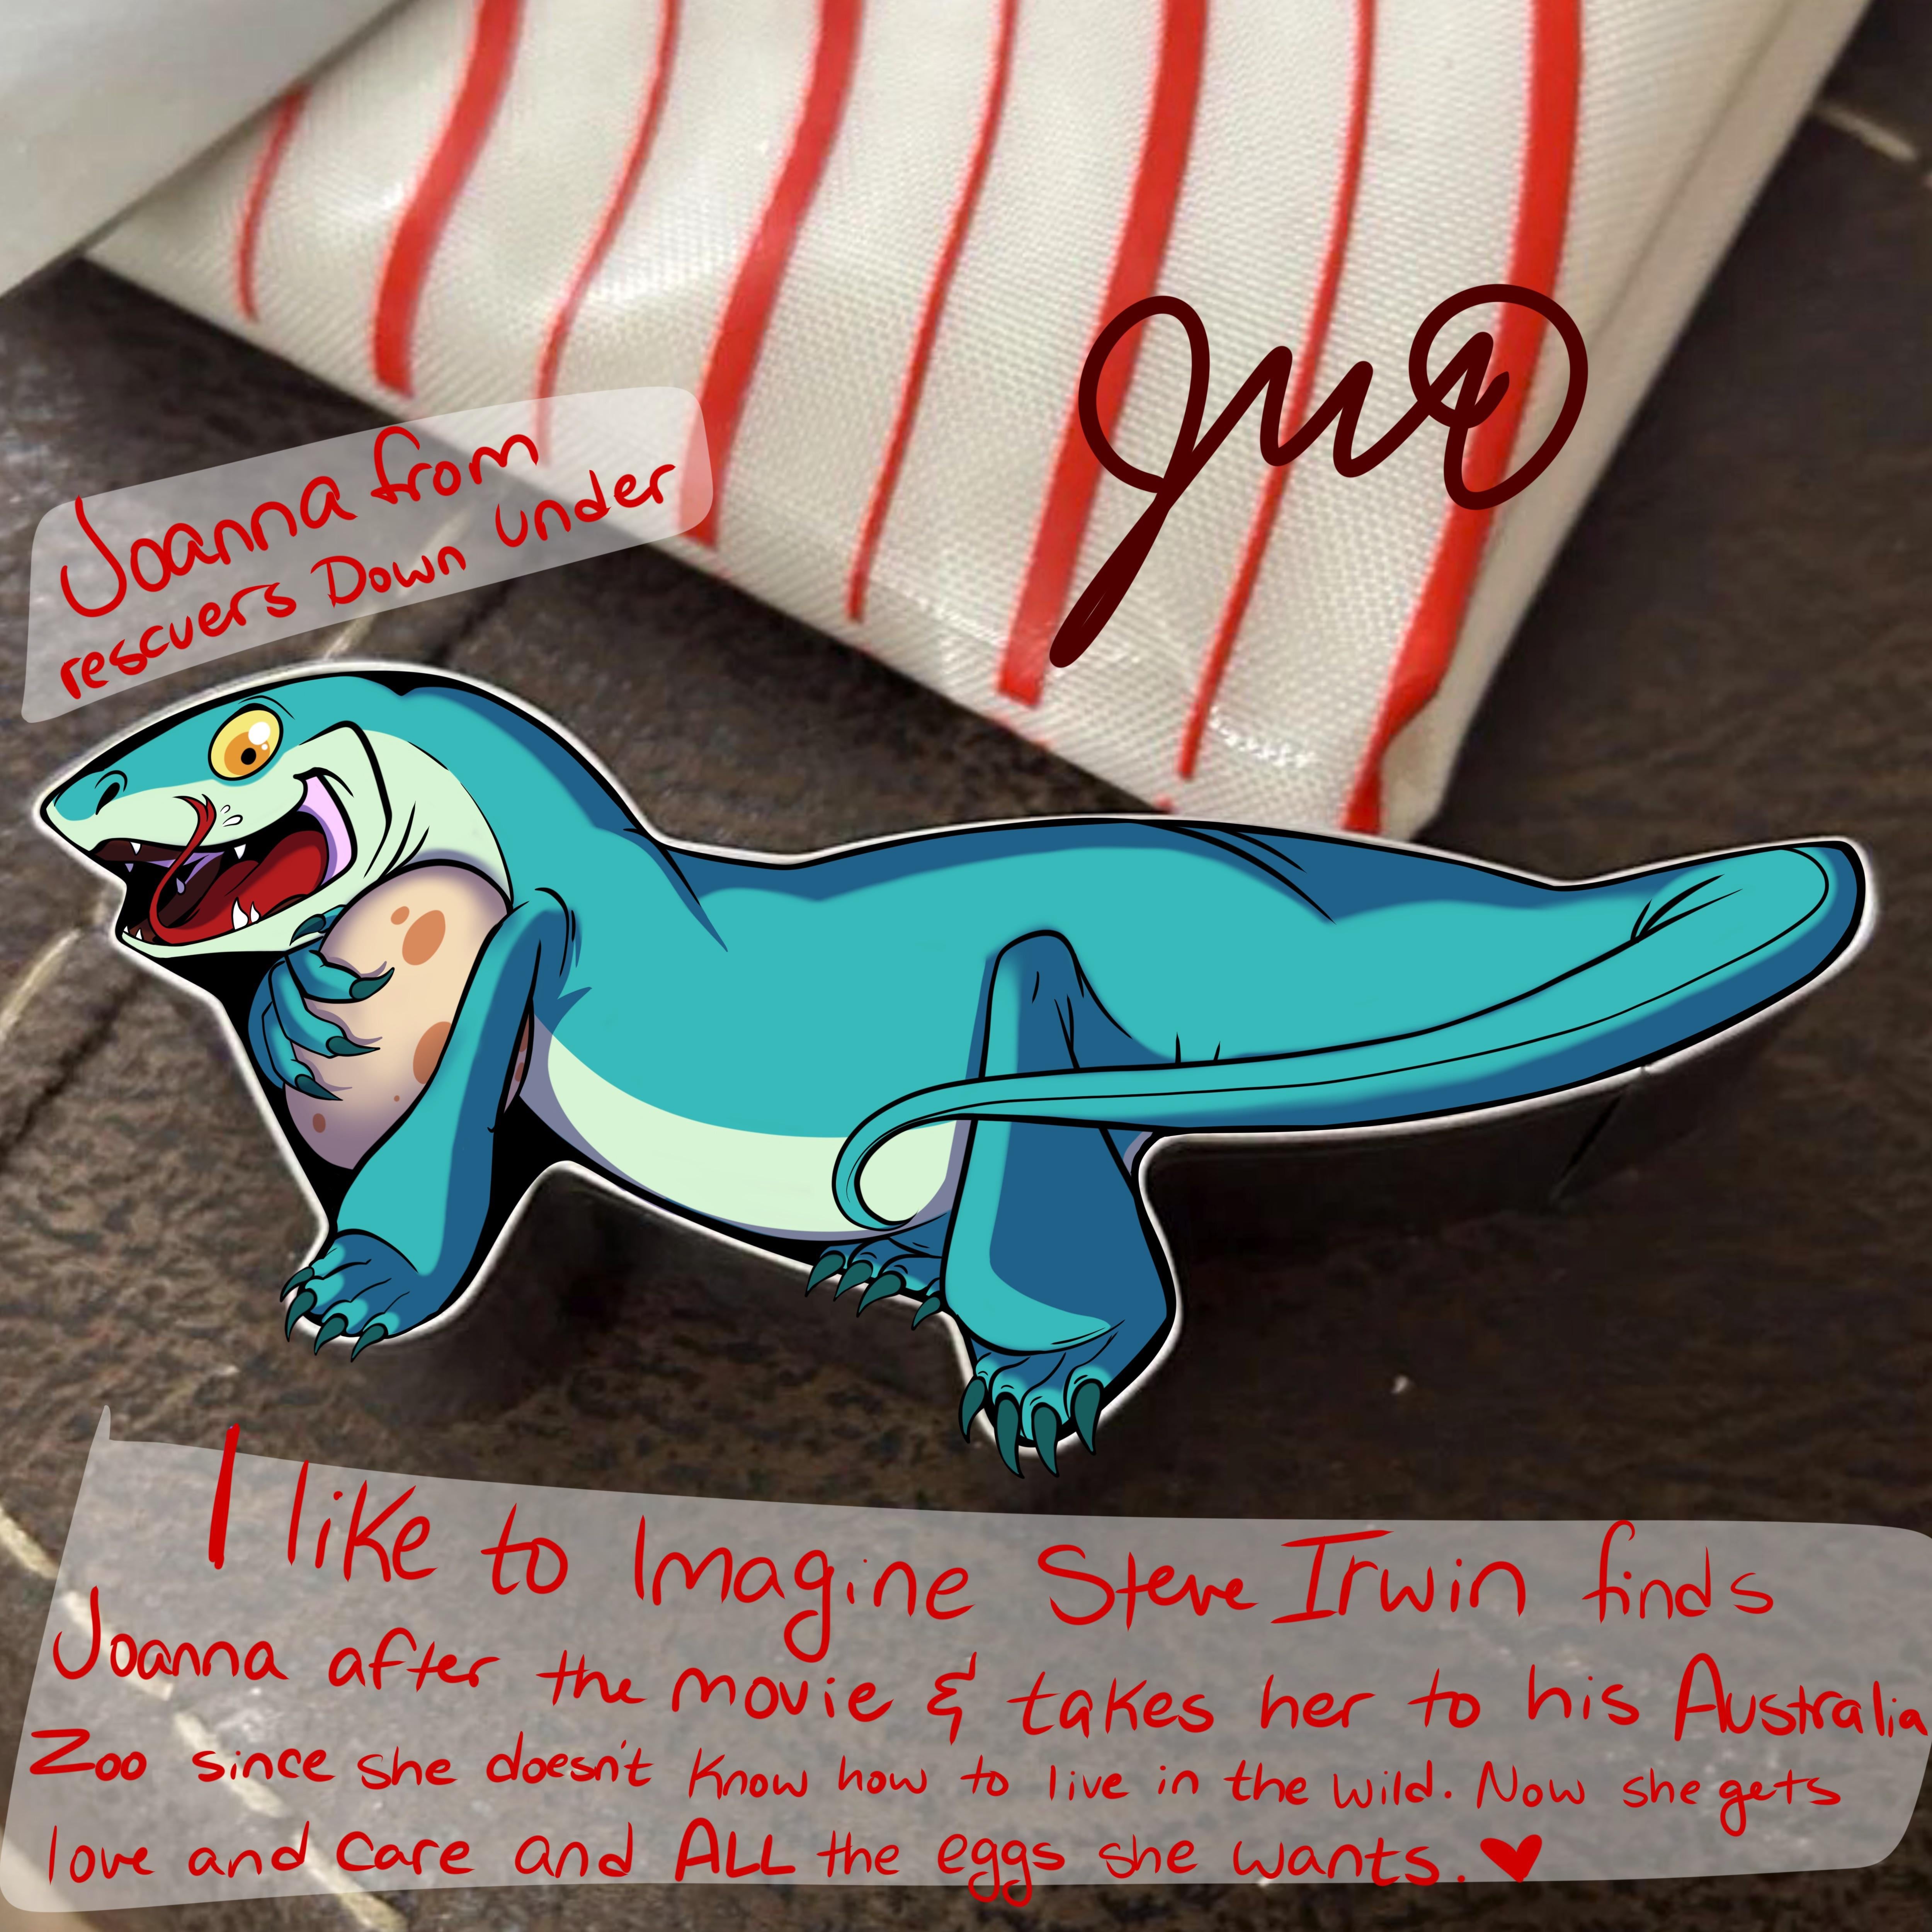 Joanna from
rescuers Down Under
I like to Imagine Steve Irwin finds
Joanna after the movie & takes her to his Australia
Zoo since she doesn't know how to live in the wild. Now she gets
love and care and ALL the eggs she wants. ♥